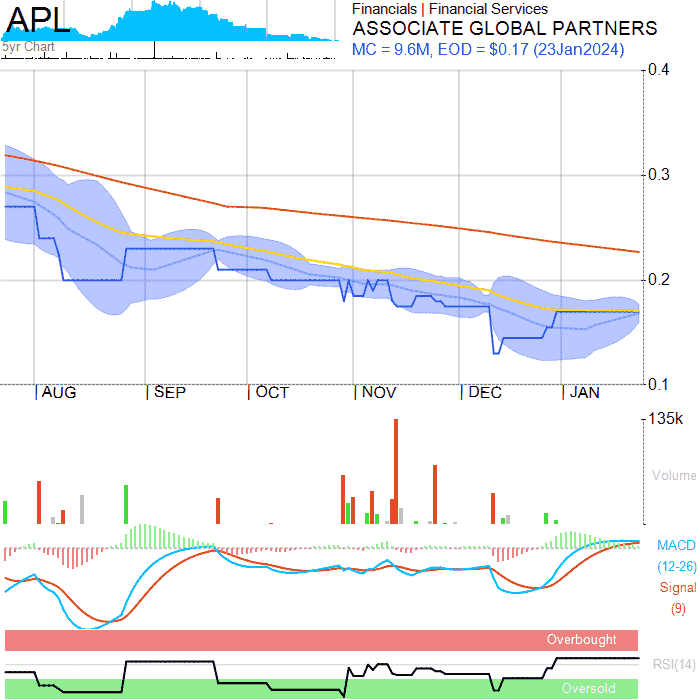 APL
Financials | Financial Services
ASSOCIATE GLOBAL PARTNERS
MC = 9.6M, EOD = $0.17 (23Jan2024)
5yr Chart
0.4
0.3
0.2
0.1
AUG SEP OCT NOV DEC JAN
135k
Volume
MACD
(12-26)
Signal
(9)
Overbought
RSI(14)
Oversold